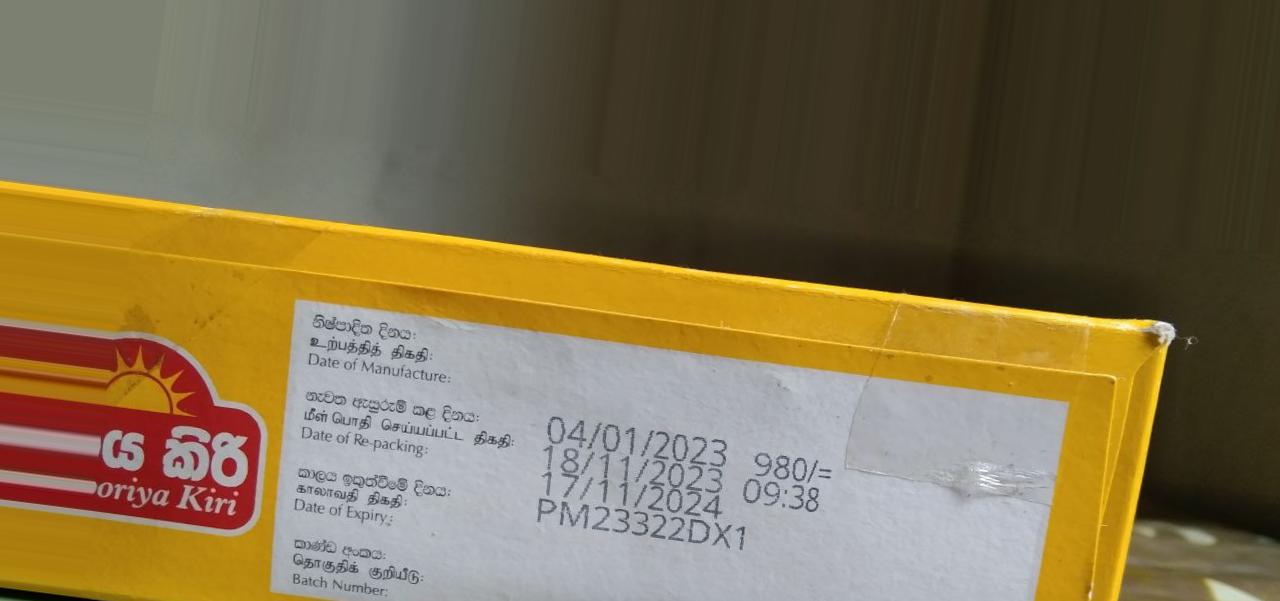 නිෂ්පාදිත දිනය:
உற்பத்தித் திகதி:
Date of Manufacture:
නැවත ඇසුරුම් කළ දිනය:
மீள் பொதி செய்யப்பட்ட திகதி:
Date of Re-packing:
කාලය ඉකුත්වීමේ දිනය:
காலாவதி திகதி:
Date of Expiry:
කාණ්ඩ අංකය:
தொகுதிக் குறியீடு:
Batch Number:
04/01/2023 980/=
18/11/2023 09:38
17/11/2024
PM23322DX1
ය කිරි
oriya Kiri